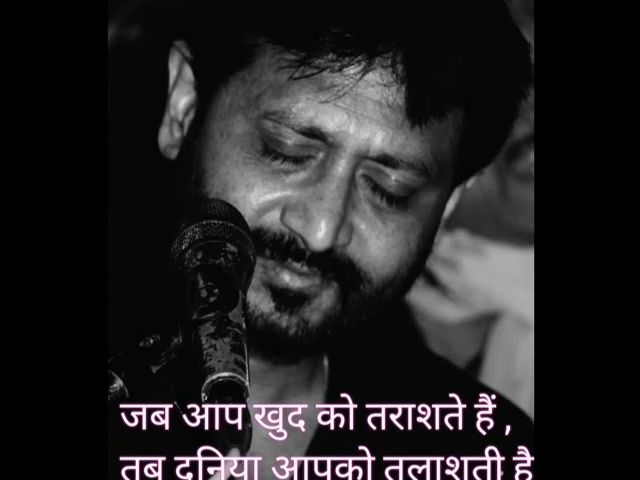 जब आप खुद को तराशते हैं ,
तब दुनिया आपको तलाशती है